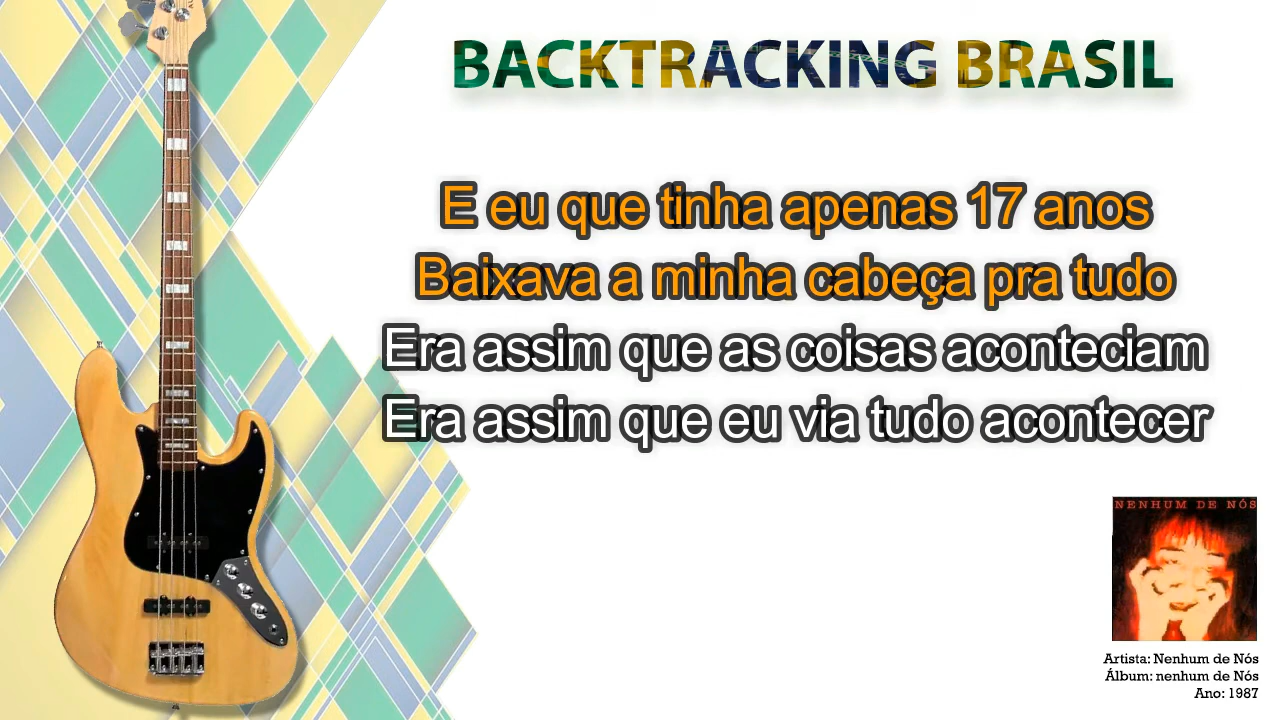 BACKTRACKING BRASIL
E eu que tinha apenas 17 anos
Baixava a minha cabeça pra tudo
Era assim que as coisas aconteciam
Era assim que eu via tudo acontecer
NENHUM DE NÓS
Artista: Nenhum de Nós
Álbum: nenhum de Nós
Ano: 1987